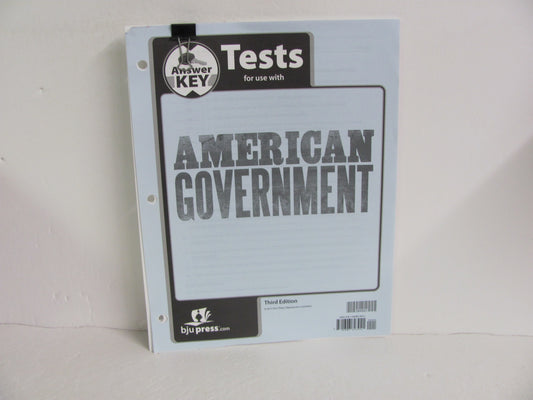 Answer
KEY
Tests
for use with
AMERICAN
GOVERNMENT
Third Edition
bjupress.com